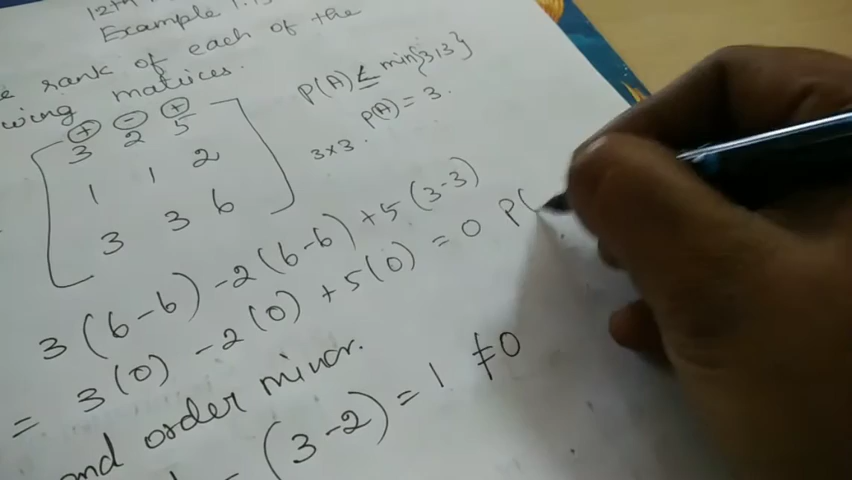 12th
Example 1.15
rank of each of the
wing matrices.
P(A) ≤ min{3,3}
P(A) = 3.
3×3.
⊕ ⊖ ⊕
3 2 5
1 1 2
3 3 6
3(6-6) -2(6-6) +5(3-3)
= 3(0) -2(0) +5(0) = 0 P(
nd order minor.
= (3-2) = 1 ≠0